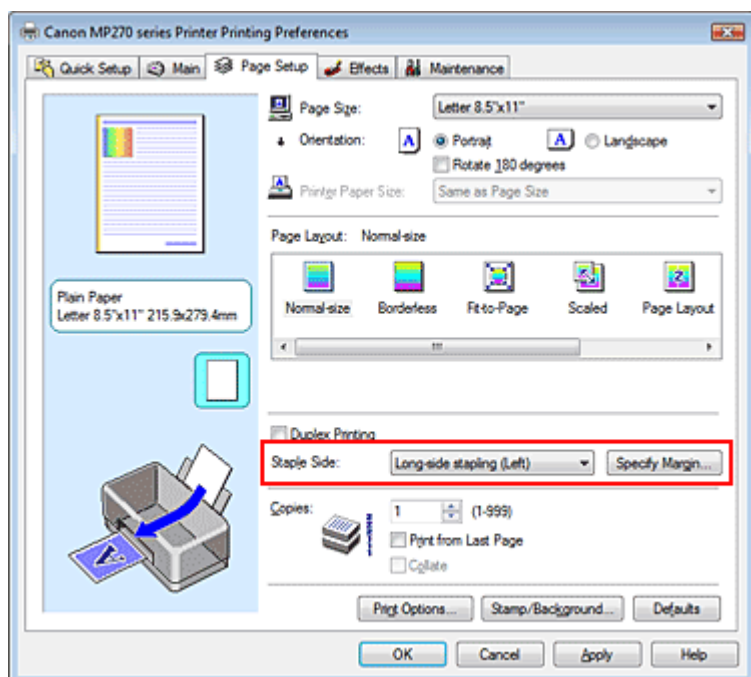 Canon MP270 series Printer Printing Preferences
Quick Setup Main Page Setup Effects Maintenance
Page Size: Letter 8.5"x11"
Orientation: A Portrait A Landscape
Rotate 180 degrees
Printer Paper Size: Same as Page Size
Page Layout: Normal-size
Normal-size Borderless Fit-to-Page Scaled Page Layout
Plain Paper
Letter 8.5"x11" 215.9x279.4mm
Duplex Printing
Staple Side: Long-side stapling (Left) Specify Margin...
Copies: 1 (1-999)
Print from Last Page
Collate
Print Options... Stamp/Background... Defaults
OK Cancel Apply Help